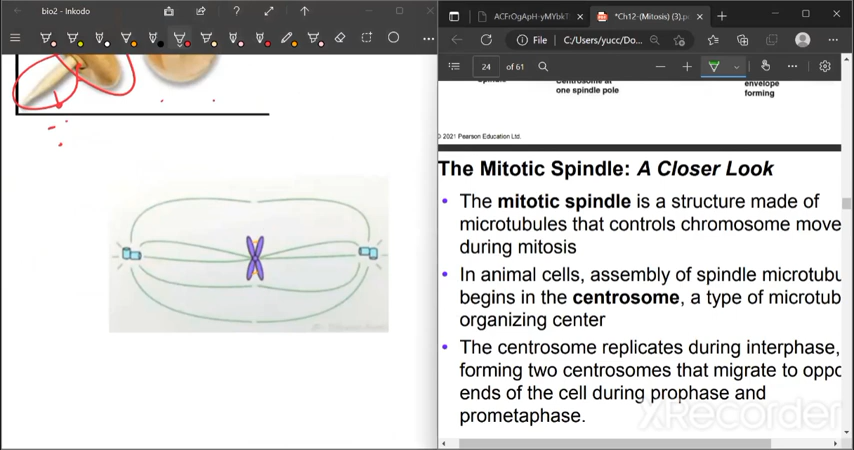 bio2 - Inkodo
ACFrOgApH-yMYbkT
*Ch12-(Mitosis) (3).p
File
C:/Users/yucc/Do...
24 of 61
Centrosome at
one spindle pole
envelope
forming
© 2021 Pearson Education Ltd.
The Mitotic Spindle: A Closer Look
• The mitotic spindle is a structure made of
microtubules that controls chromosome move
during mitosis
• In animal cells, assembly of spindle microtubu
begins in the centrosome, a type of microtub
organizing center
• The centrosome replicates during interphase,
forming two centrosomes that migrate to oppo
ends of the cell during prophase and
prometaphase.
XRecorder